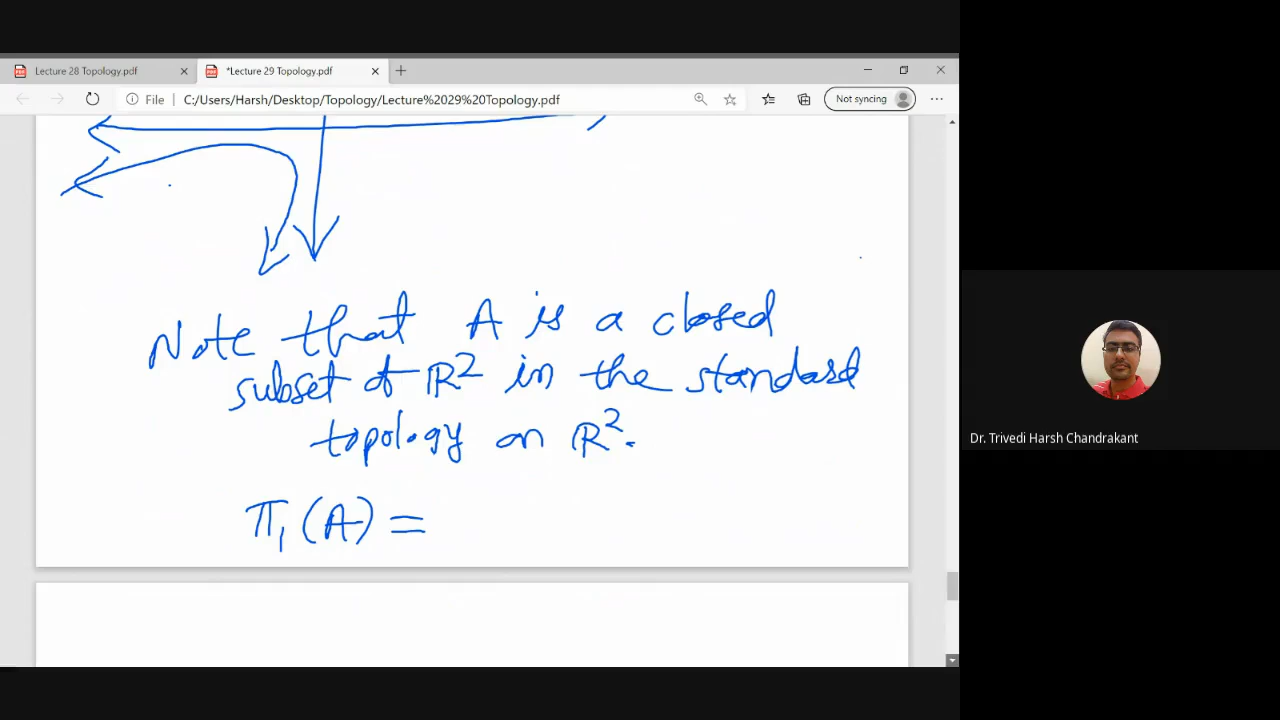 Lecture 28 Topology.pdf
*Lecture 29 Topology.pdf
File
C:/Users/Harsh/Desktop/Topology/Lecture%2029%20Topology.pdf
Not syncing
Note that A is a closed
subset of ℝ² in the standard
topology on ℝ².
π₁(A) =
Dr. Trivedi Harsh Chandrakant